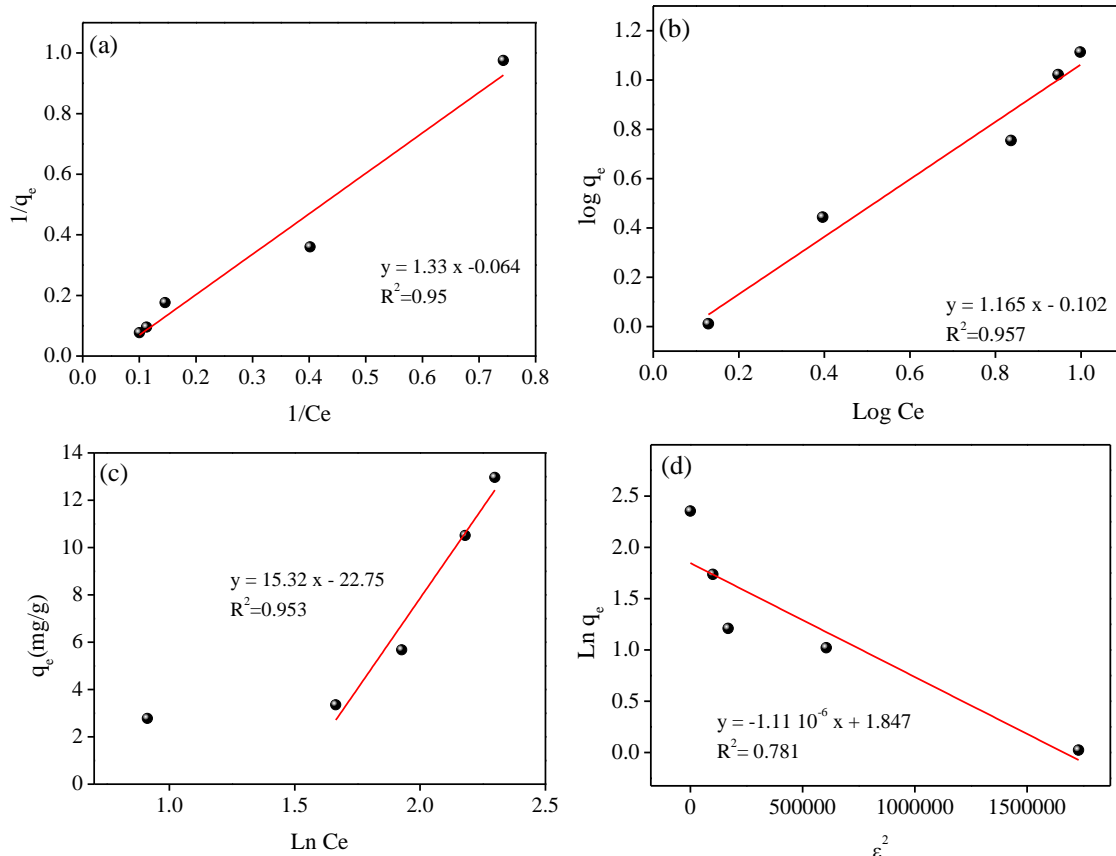 (a)
1.0
0.8
0.6
0.4
0.2
0.0
1/qe
y = 1.33 x -0.064
R2=0.95
0.0 0.1 0.2 0.3 0.4 0.5 0.6 0.7 0.8
1/Ce
(b)
1.2
1.0
0.8
0.6
0.4
0.2
0.0
log qe
y = 1.165 x - 0.102
R2=0.957
0.0 0.2 0.4 0.6 0.8 1.0
Log Ce
(c)
14
12
10
8
6
4
2
0
qe(mg/g)
y = 15.32 x - 22.75
R2=0.953
1.0 1.5 2.0 2.5
Ln Ce
(d)
2.5
2.0
1.5
1.0
0.5
0.0
Ln qe
y = -1.11 10-6 x + 1.847
R2= 0.781
0 500000 1000000 1500000
ε2